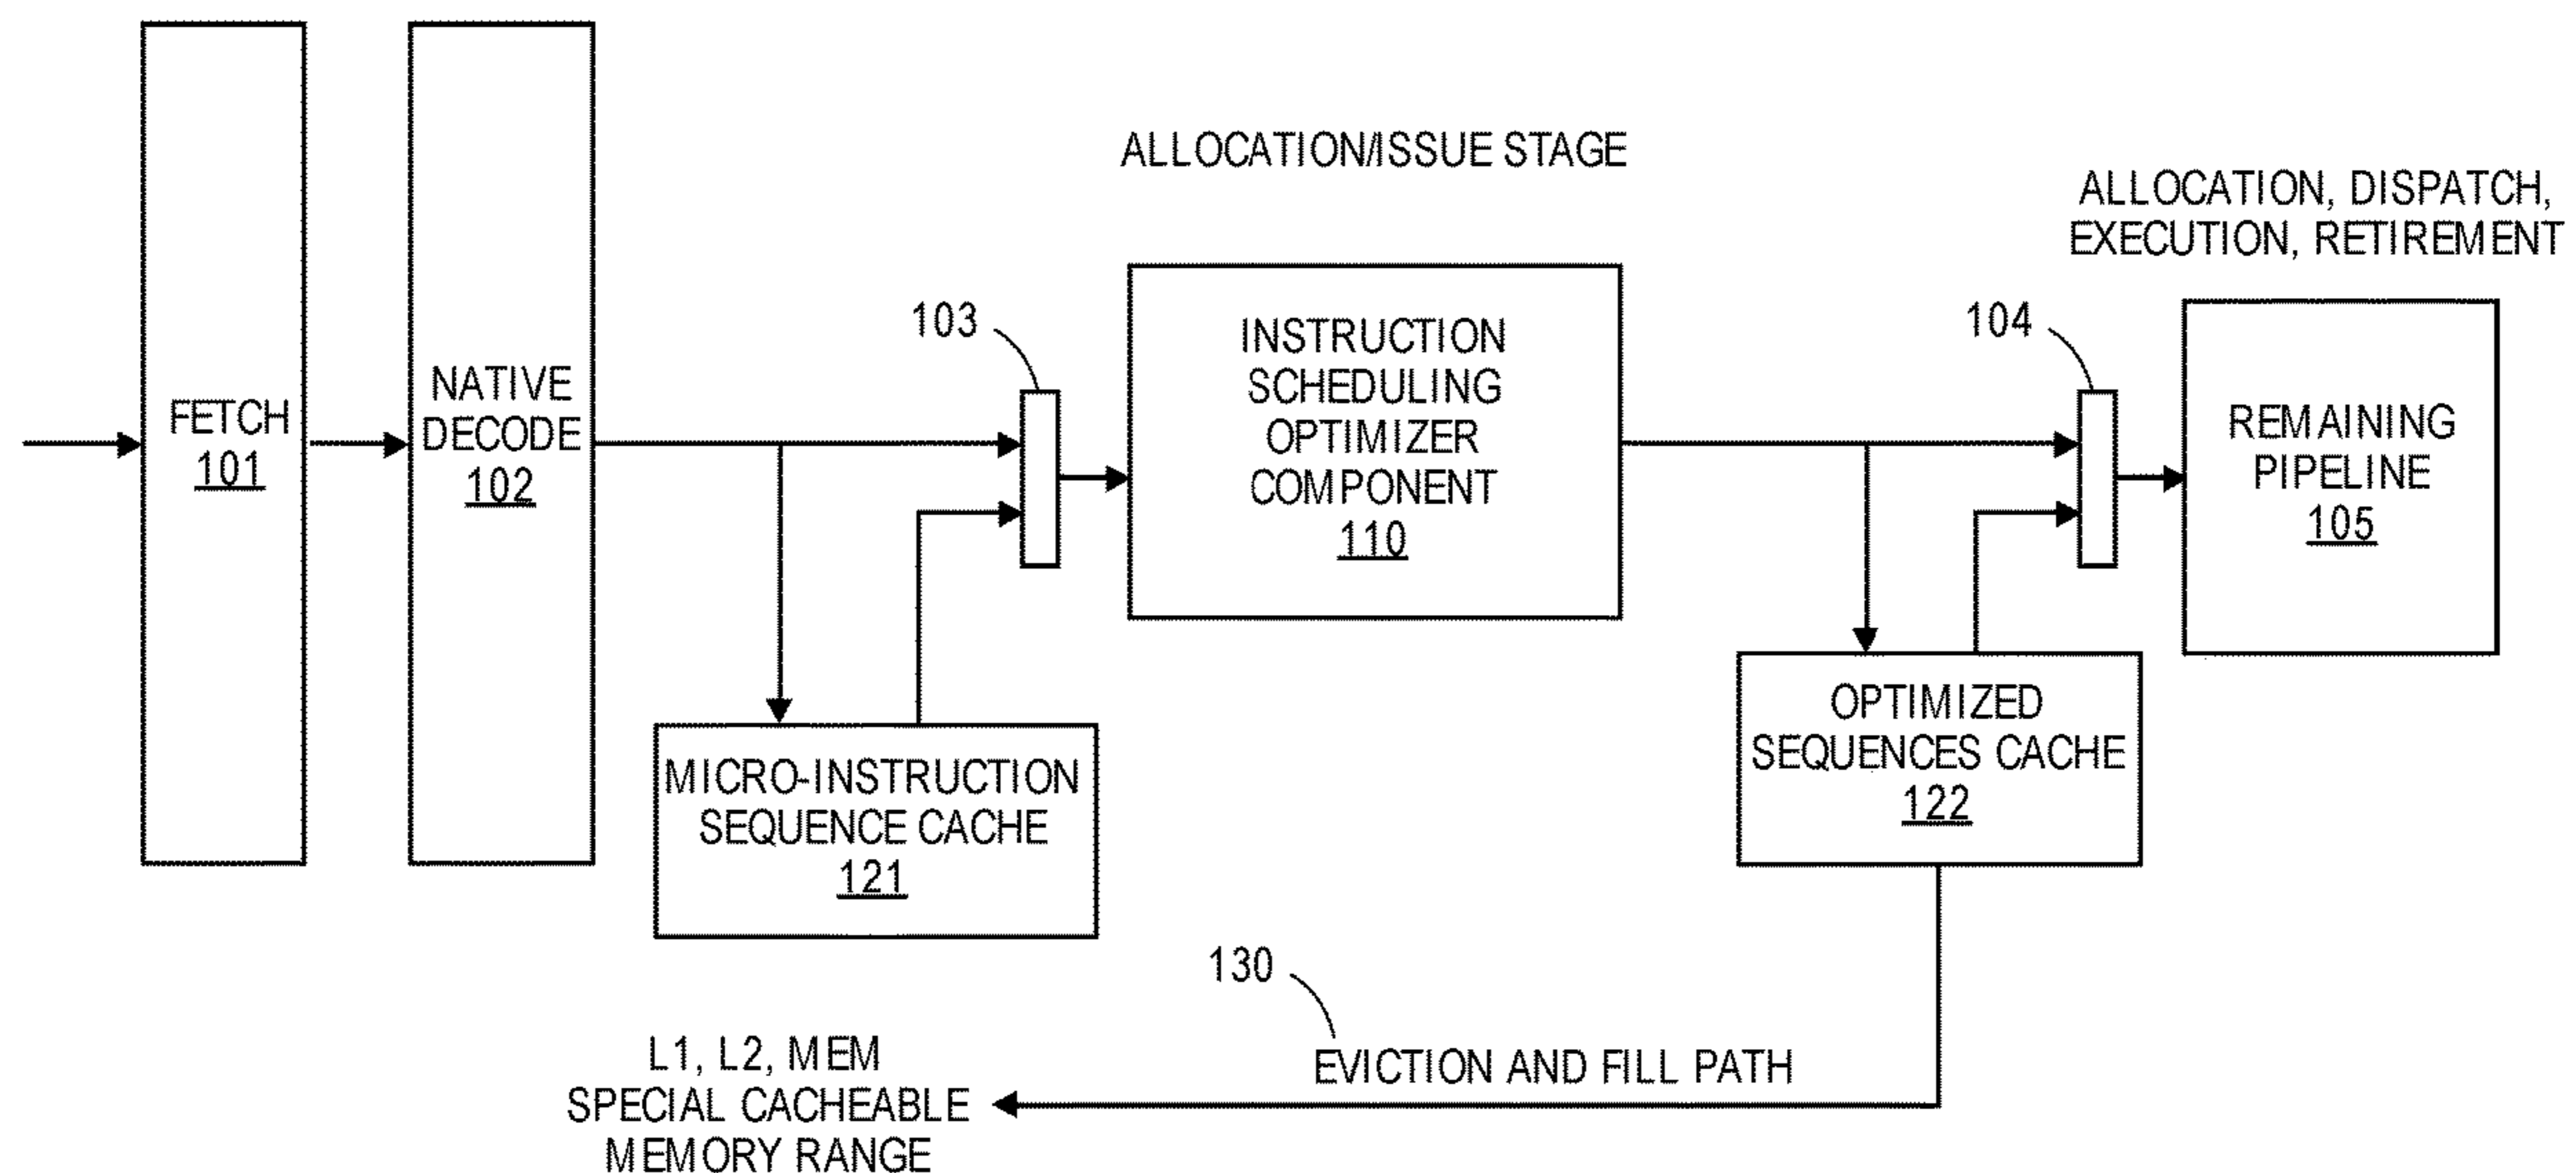 FETCH
101
NATIVE
DECODE
102
103
ALLOCATION/ISSUE STAGE
INSTRUCTION
SCHEDULING
OPTIMIZER
COMPONENT
110
104
ALLOCATION, DISPATCH,
EXECUTION, RETIREMENT
REMAINING
PIPELINE
105
MICRO-INSTRUCTION
SEQUENCE CACHE
121
OPTIMIZED
SEQUENCES CACHE
122
130
EVICTION AND FILL PATH
L1, L2, MEM
SPECIAL CACHEABLE
MEMORY RANGE